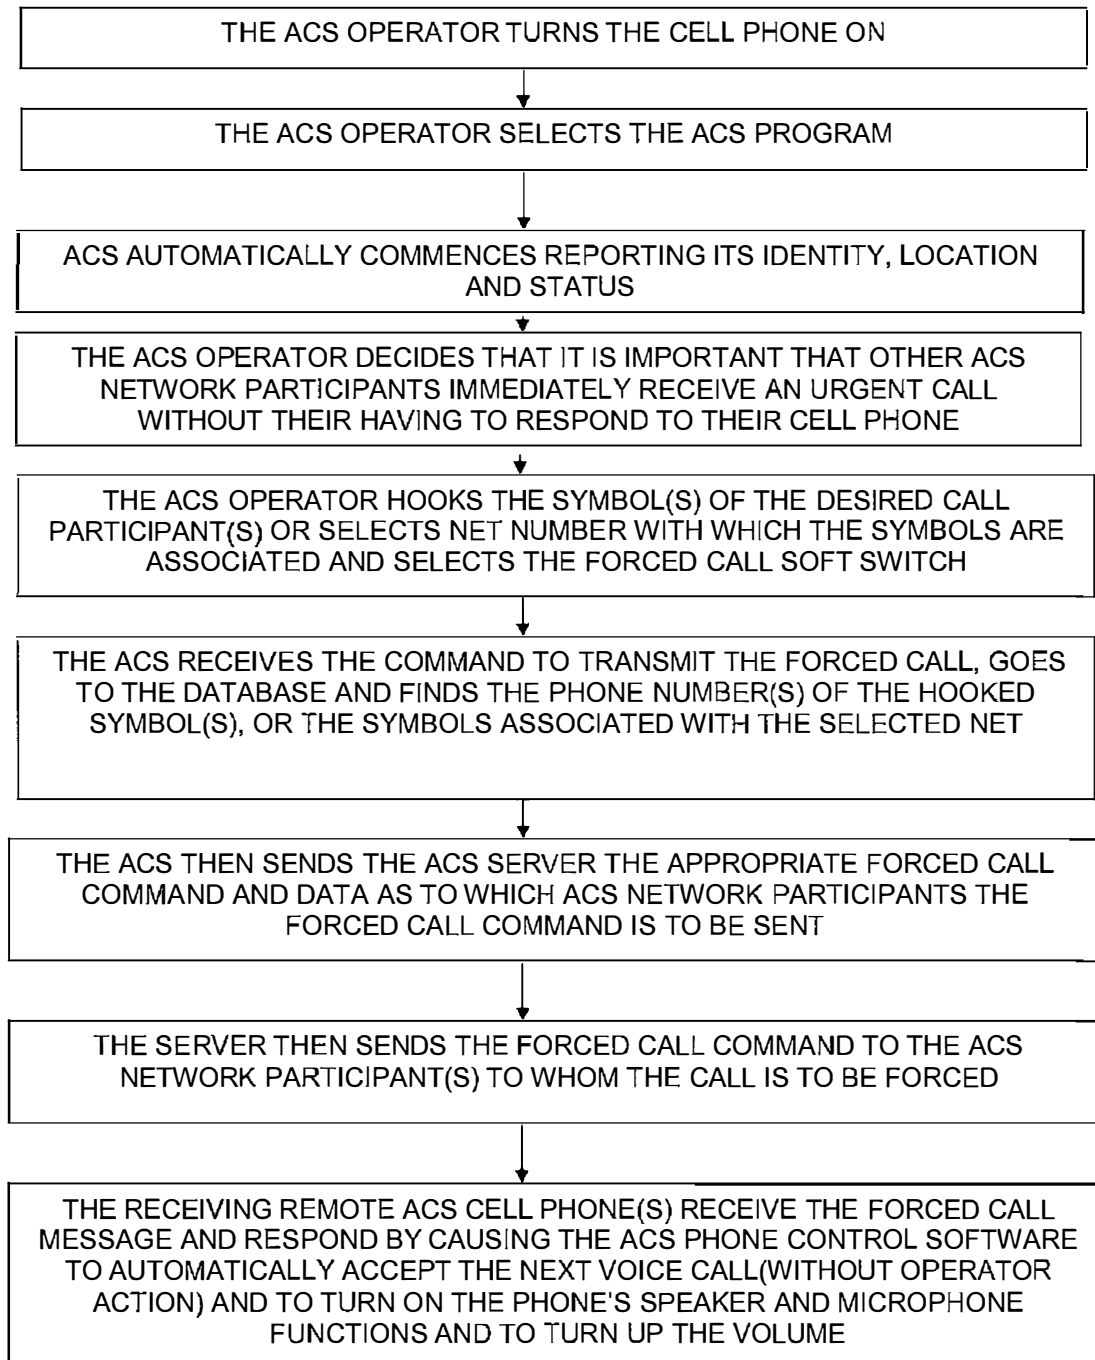 THE ACS OPERATOR TURNS THE CELL PHONE ON
THE ACS OPERATOR SELECTS THE ACS PROGRAM
ACS AUTOMATICALLY COMMENCES REPORTING ITS IDENTITY, LOCATION
AND STATUS
THE ACS OPERATOR DECIDES THAT IT IS IMPORTANT THAT OTHER ACS
NETWORK PARTICIPANTS IMMEDIATELY RECEIVE AN URGENT CALL
WITHOUT THEIR HAVING TO RESPOND TO THEIR CELL PHONE
THE ACS OPERATOR HOOKS THE SYMBOL(S) OF THE DESIRED CALL
PARTICIPANT(S) OR SELECTS NET NUMBER WITH WHICH THE SYMBOLS ARE
ASSOCIATED AND SELECTS THE FORCED CALL SOFT SWITCH
THE ACS RECEIVES THE COMMAND TO TRANSMIT THE FORCED CALL, GOES
TO THE DATABASE AND FINDS THE PHONE NUMBER(S) OF THE HOOKED
SYMBOL(S), OR THE SYMBOLS ASSOCIATED WITH THE SELECTED NET
THE ACS THEN SENDS THE ACS SERVER THE APPROPRIATE FORCED CALL
COMMAND AND DATA AS TO WHICH ACS NETWORK PARTICIPANTS THE
FORCED CALL COMMAND IS TO BE SENT
THE SERVER THEN SENDS THE FORCED CALL COMMAND TO THE ACS
NETWORK PARTICIPANT(S) TO WHOM THE CALL IS TO BE FORCED
THE RECEIVING REMOTE ACS CELL PHONE(S) RECEIVE THE FORCED CALL
MESSAGE AND RESPOND BY CAUSING THE ACS PHONE CONTROL SOFTWARE
TO AUTOMATICALLY ACCEPT THE NEXT VOICE CALL(WITHOUT OPERATOR
ACTION) AND TO TURN ON THE PHONE'S SPEAKER AND MICROPHONE
FUNCTIONS AND TO TURN UP THE VOLUME